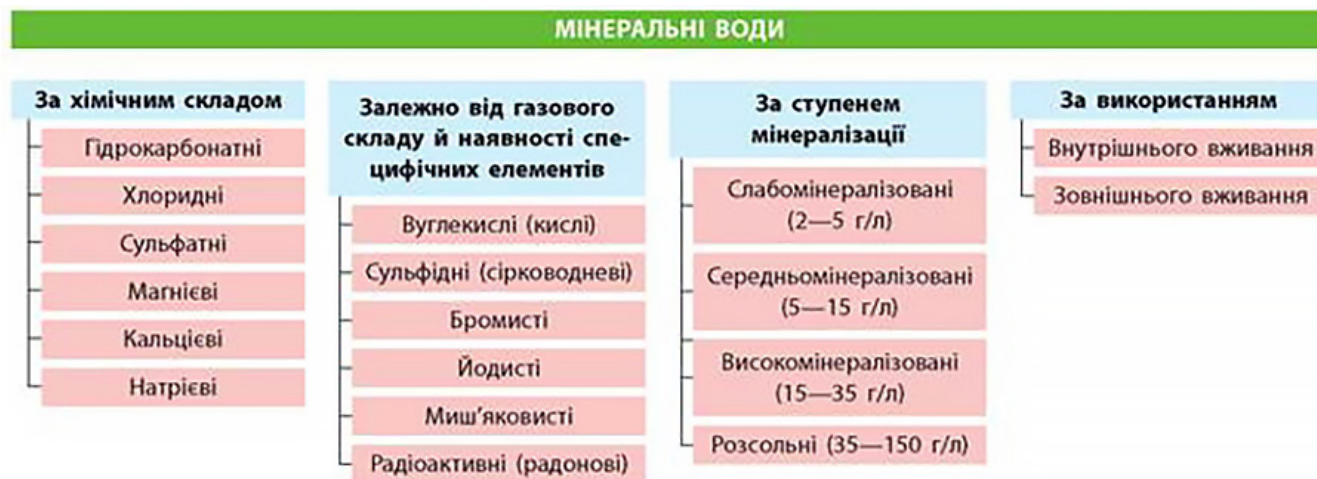 МІНЕРАЛЬНІ ВОДИ
За хімічним складом
Гідрокарбонатні
Хлоридні
Сульфатні
Магнієві
Кальцієві
Натрієві
Залежно від газового
складу й наявності спе-
цифічних елементів
Вуглекислі (кислі)
Сульфідні (сірководневі)
Бромисті
Йодисті
Миш’яковисті
Радіоактивні (радонові)
За ступенем
мінералізації
Слабомінералізовані
(2—5 г/л)
Середньомінералізовані
(5—15 г/л)
Високомінералізовані
(15—35 г/л)
Розсольні (35—150 г/л)
За використанням
Внутрішнього вживання
Зовнішнього вживання